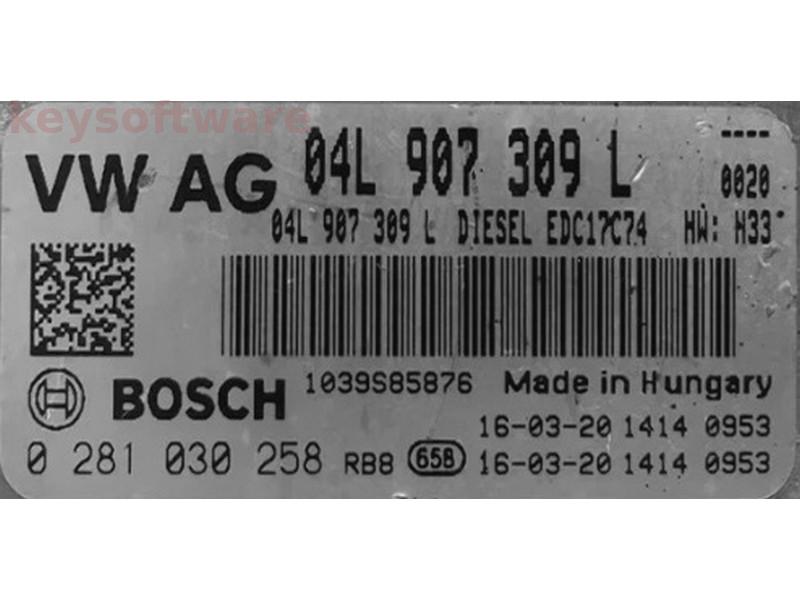 keysoftware
VW AG 04L 907 309 L ----
0020
04L 907 309 L DIESEL EDC17C74 HW: H33
BOSCH 1039S85876 Made in Hungary
16-03-20 1414 0953
0 281 030 258 RB8 65B 16-03-20 1414 0953